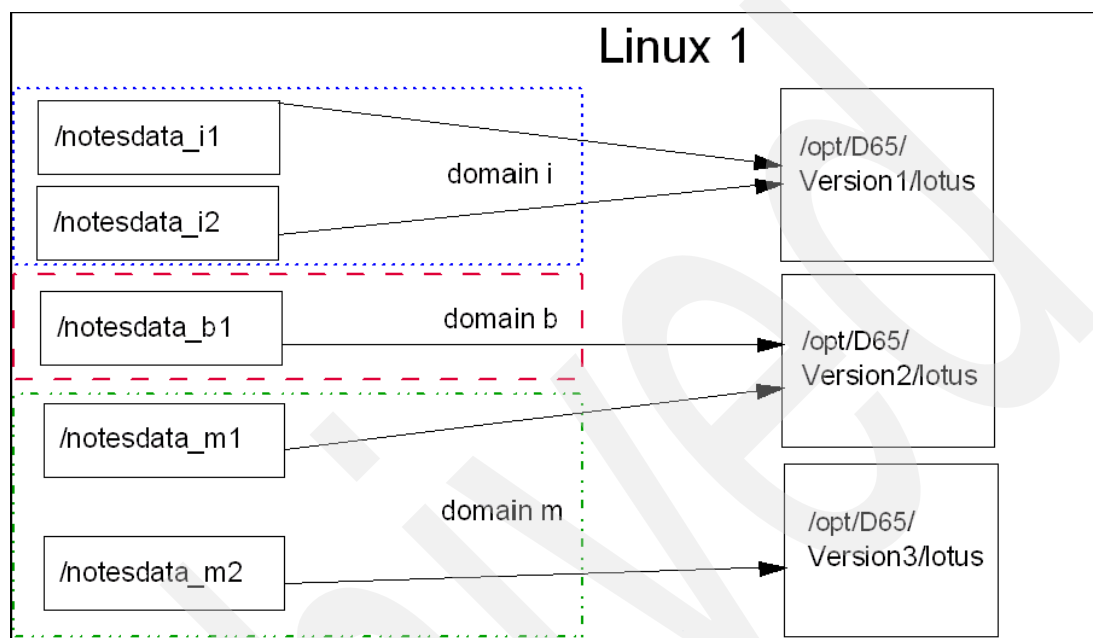 Linux 1
/notesdata_i1
/notesdata_i2
domain i
/opt/D65/
Version1/lotus
/notesdata_b1
domain b
/opt/D65/
Version2/lotus
/notesdata_m1
/notesdata_m2
domain m
/opt/D65/
Version3/lotus